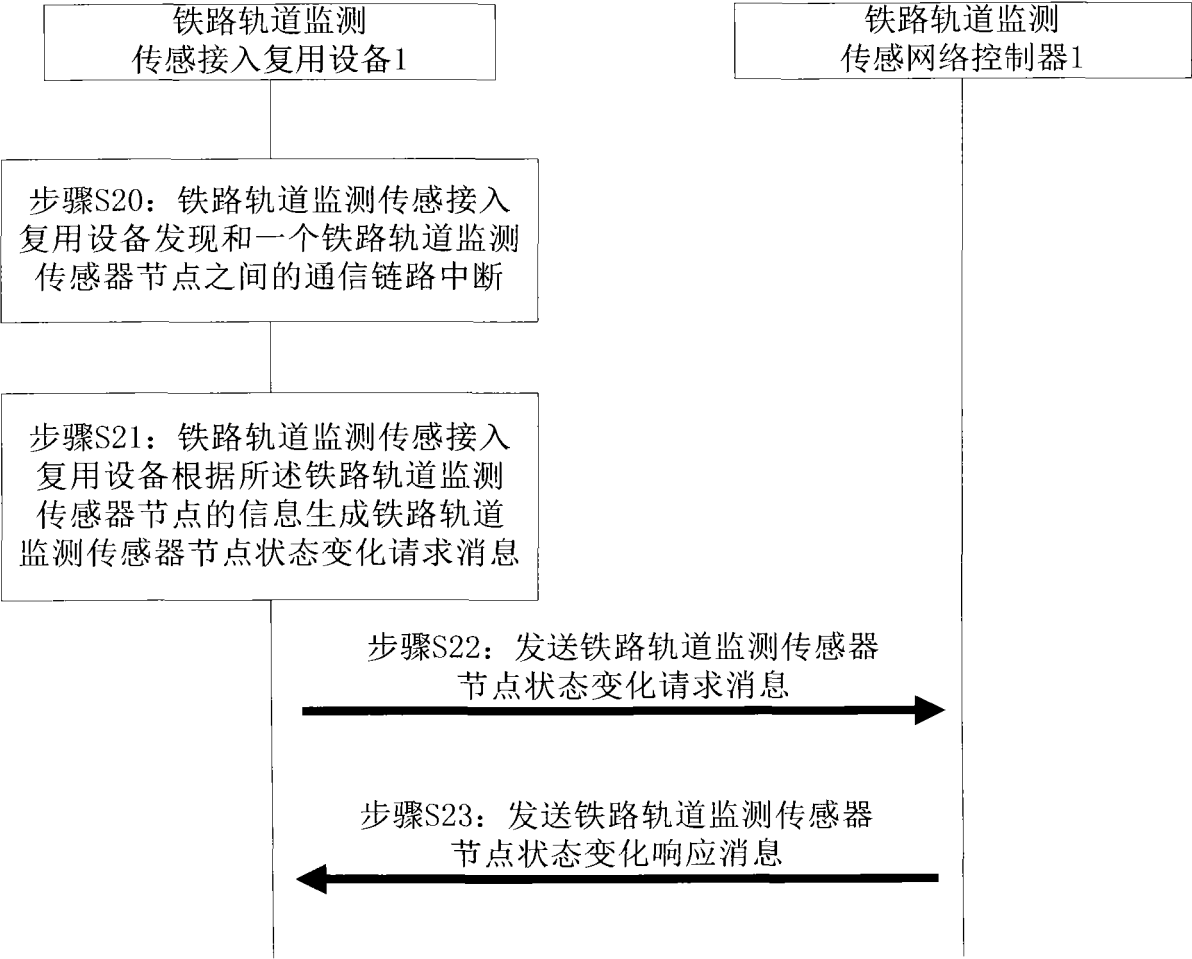 铁路轨道监测
传感接入复用设备1
铁路轨道监测
传感网络控制器1
步骤S20：铁路轨道监测传感接入
复用设备发现和一个铁路轨道监测
传感器节点之间的通信链路中断
步骤S21：铁路轨道监测传感接入
复用设备根据所述铁路轨道监测
传感器节点的信息生成铁路轨道
监测传感器节点状态变化请求消息
步骤S22：发送铁路轨道监测传感器
节点状态变化请求消息
步骤S23：发送铁路轨道监测传感器
节点状态变化响应消息